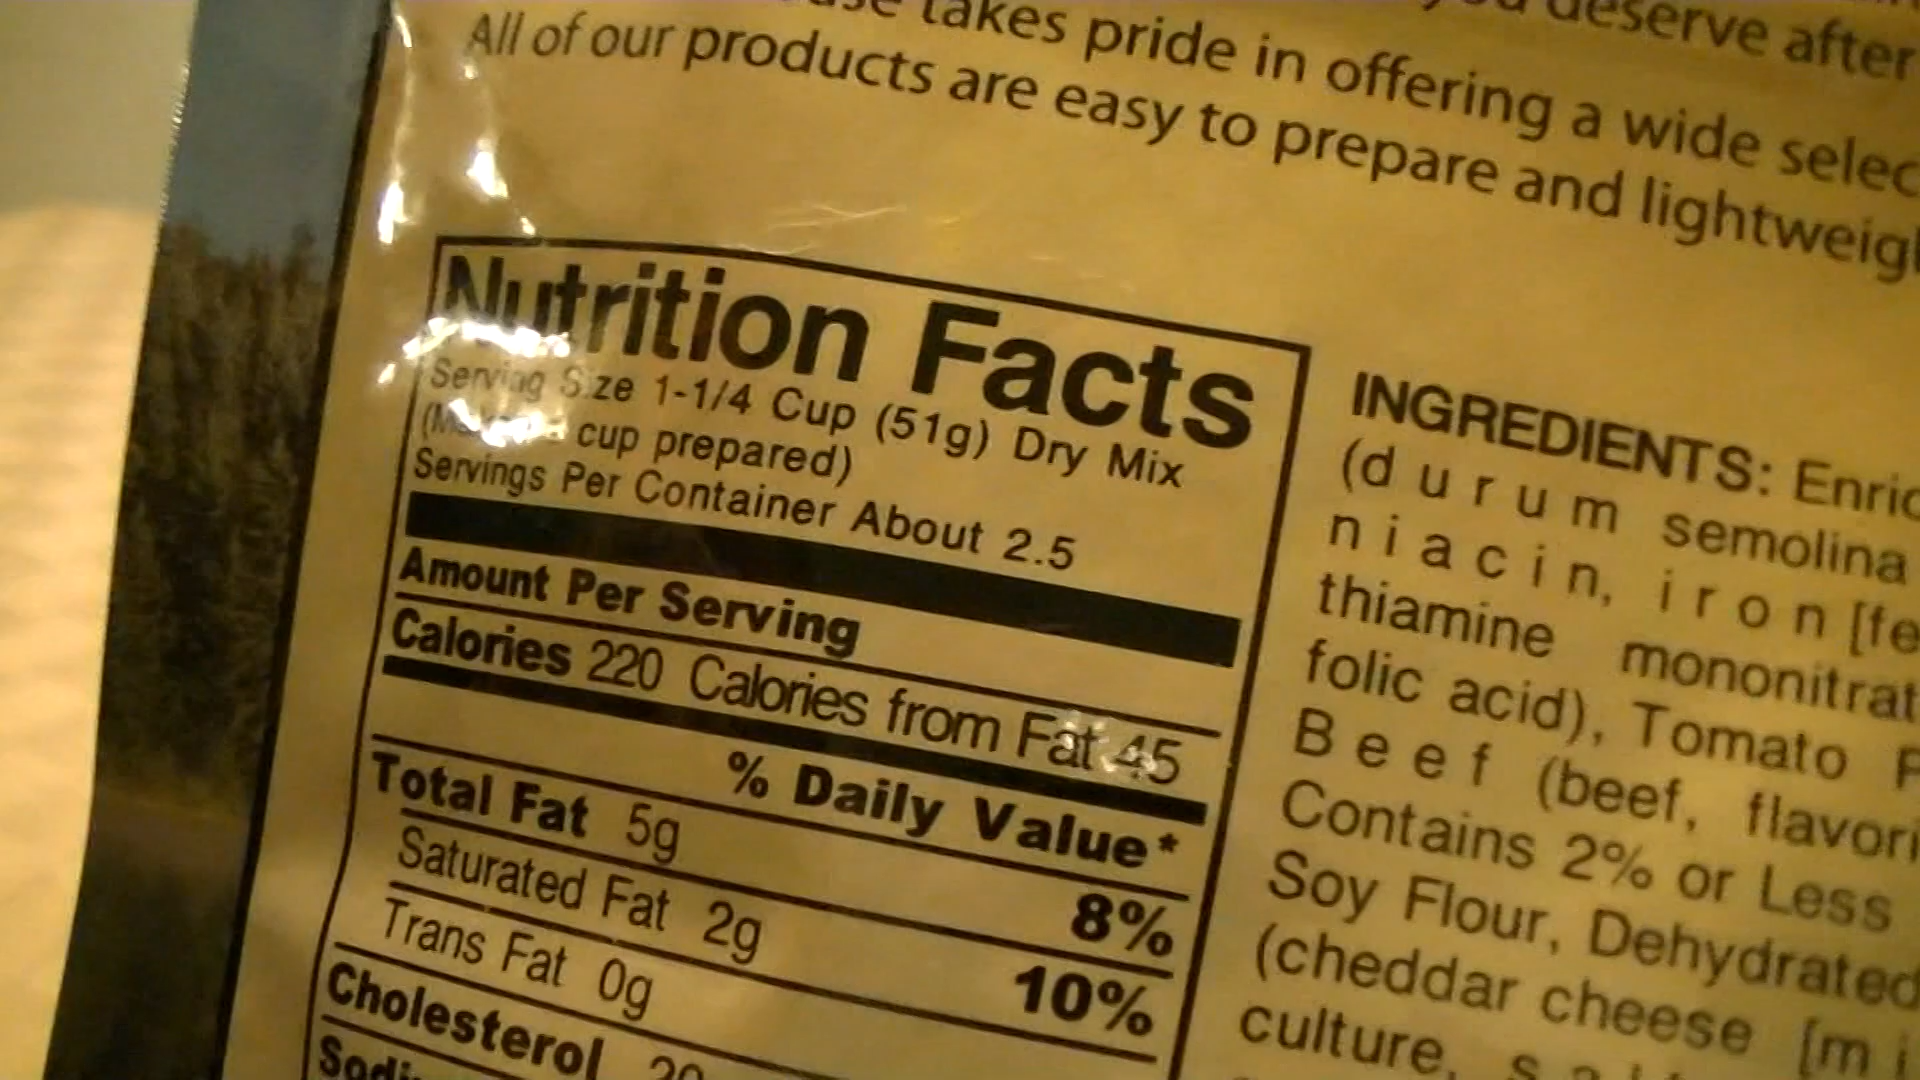 takes pride in offering a wide selec
deserve after
All of our products are easy to prepare and lightweigh
Nutrition Facts
Serving Size 1-1/4 Cup (51g) Dry Mix
cup prepared)
Servings Per Container About 2.5
Amount Per Serving
Calories 220 Calories from Fat 45
% Daily Value*
Total Fat 5g 8%
Saturated Fat 2g 10%
Trans Fat 0g
Cholesterol 20
INGREDIENTS: Enric
(durum semolina
niacin, iron [fe
thiamine mononitrat
folic acid), Tomato P
Beef (beef, flavori
Contains 2% or Less
Soy Flour, Dehydrated
(cheddar cheese [mi
culture, salt